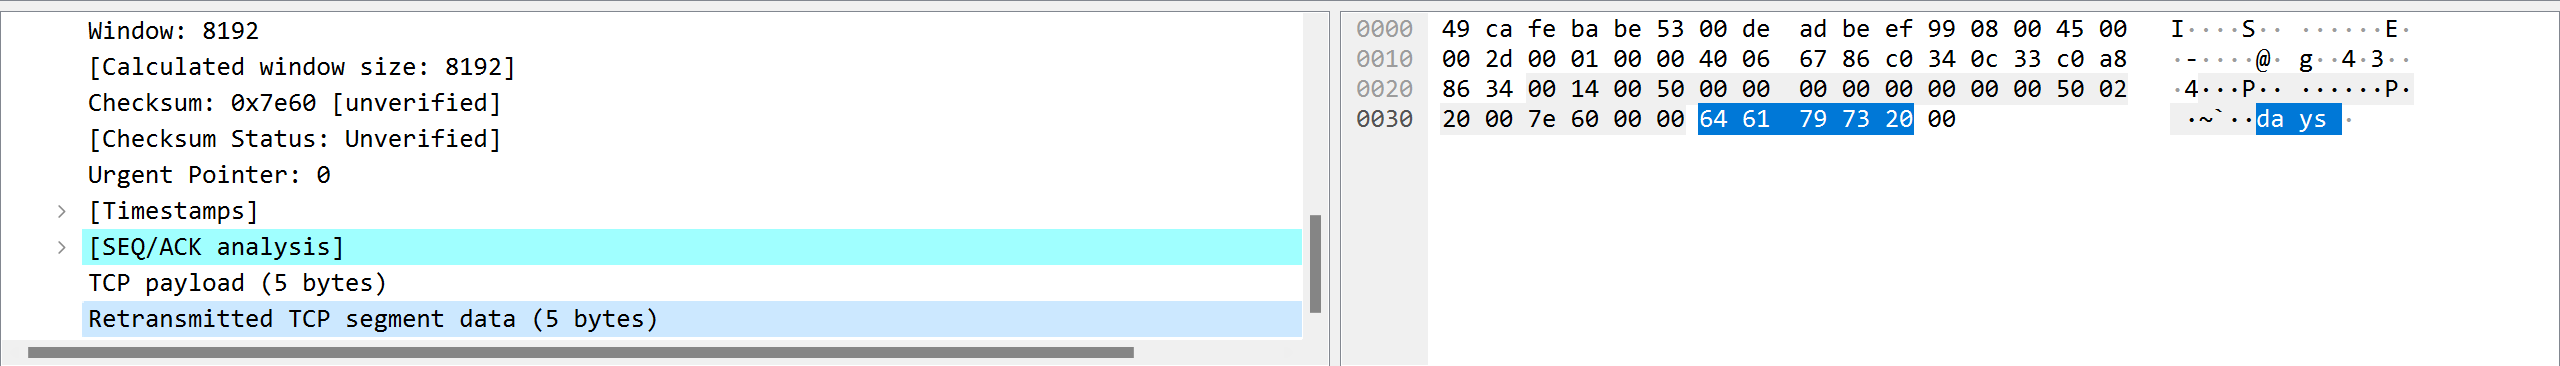 Window: 8192
[Calculated window size: 8192]
Checksum: 0x7e60 [unverified]
[Checksum Status: Unverified]
Urgent Pointer: 0
[Timestamps]
[SEQ/ACK analysis]
TCP payload (5 bytes)
Retransmitted TCP segment data (5 bytes)
0000 49 ca fe ba be 53 00 de ad be ef 99 08 00 45 00 I····S·· ······E·
0010 00 2d 00 01 00 00 40 06 67 86 c0 34 0c 33 c0 a8 ·-····@· g··4·3··
0020 86 34 00 14 00 50 00 00 00 00 00 00 00 00 50 02 ·4···P·· ······P·
0030 20 00 7e 60 00 00 64 61 79 73 20 00 ·~`··da ys ·